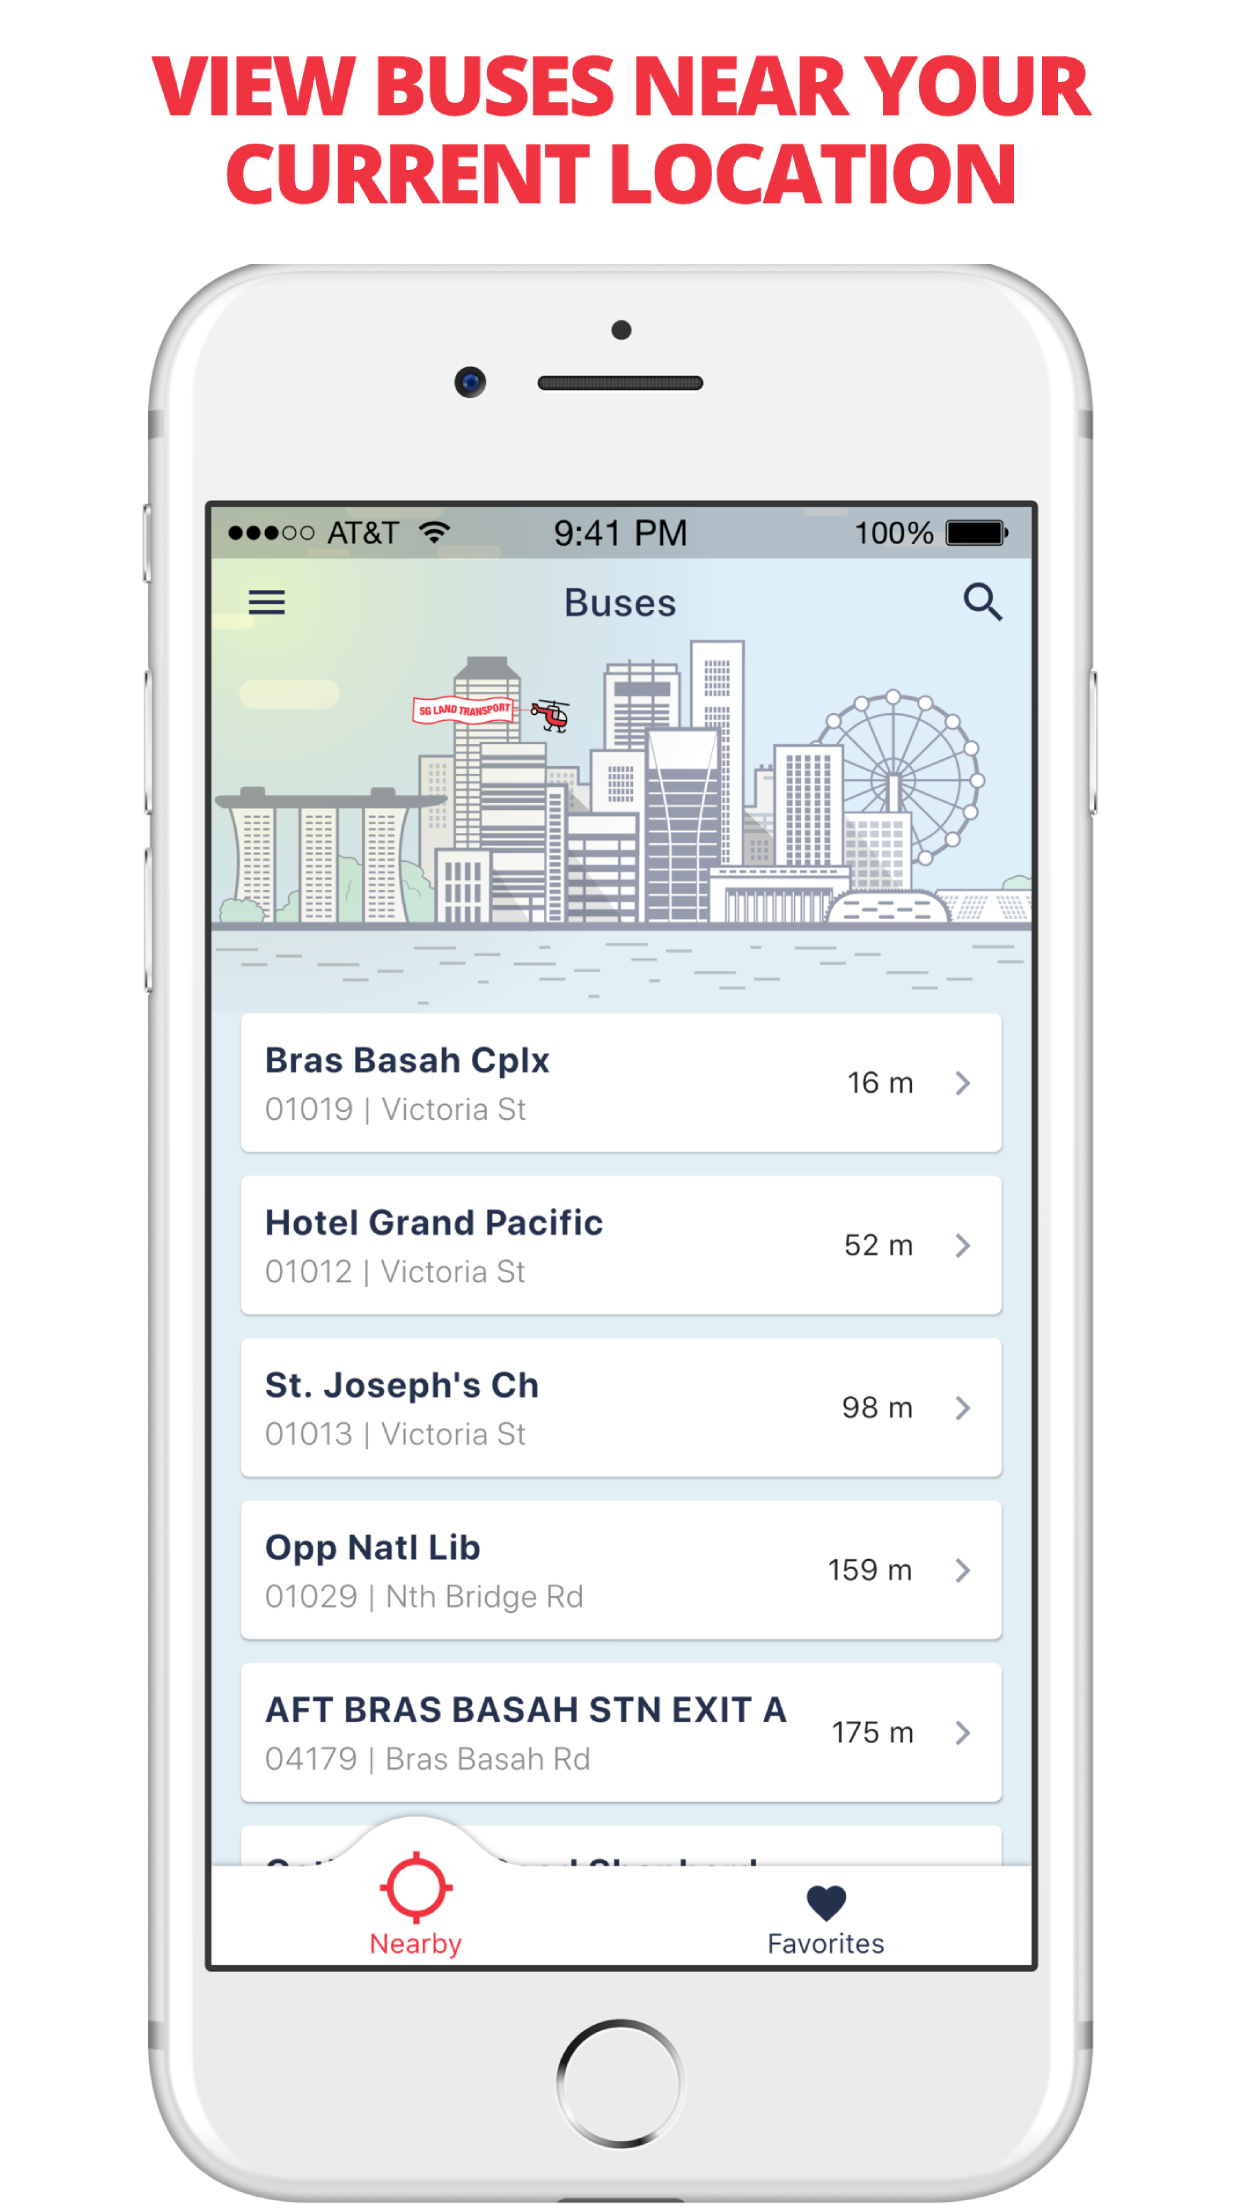 VIEW BUSES NEAR YOUR
CURRENT LOCATION
AT&T 9:41 PM 100%
Buses
SG LAND TRANSPORT
Bras Basah Cplx
01019 | Victoria St
16 m
Hotel Grand Pacific
01012 | Victoria St
52 m
St. Joseph's Ch
01013 | Victoria St
98 m
Opp Natl Lib
01029 | Nth Bridge Rd
159 m
AFT BRAS BASAH STN EXIT A
04179 | Bras Basah Rd
175 m
Nearby
Favorites